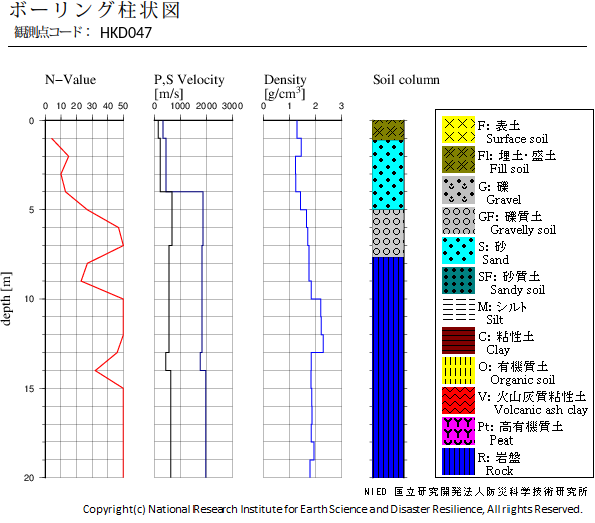 ボーリング柱状図
観測点コード： HKD047
N-Value
P,S Velocity
[m/s]
Density
[g/cm³]
Soil column
0 10 20 30 40 50
0 1000 2000 3000
0 1 2 3
0
5
10
15
20
depth [m]
F: 表土
Surface soil
Fl: 埋土・盛土
Fill soil
G: 礫
Gravel
GF: 礫質土
Gravelly soil
S: 砂
Sand
SF: 砂質土
Sandy soil
M: シルト
Silt
C: 粘性土
Clay
O: 有機質土
Organic soil
V: 火山灰質粘性土
Volcanic ash clay
Pt: 高有機質土
Peat
R: 岩盤
Rock
NIED 国立研究開発法人防災科学技術研究所
Copyright(c) National Research Institute for Earth Science and Disaster Resilience, All rights Reserved.